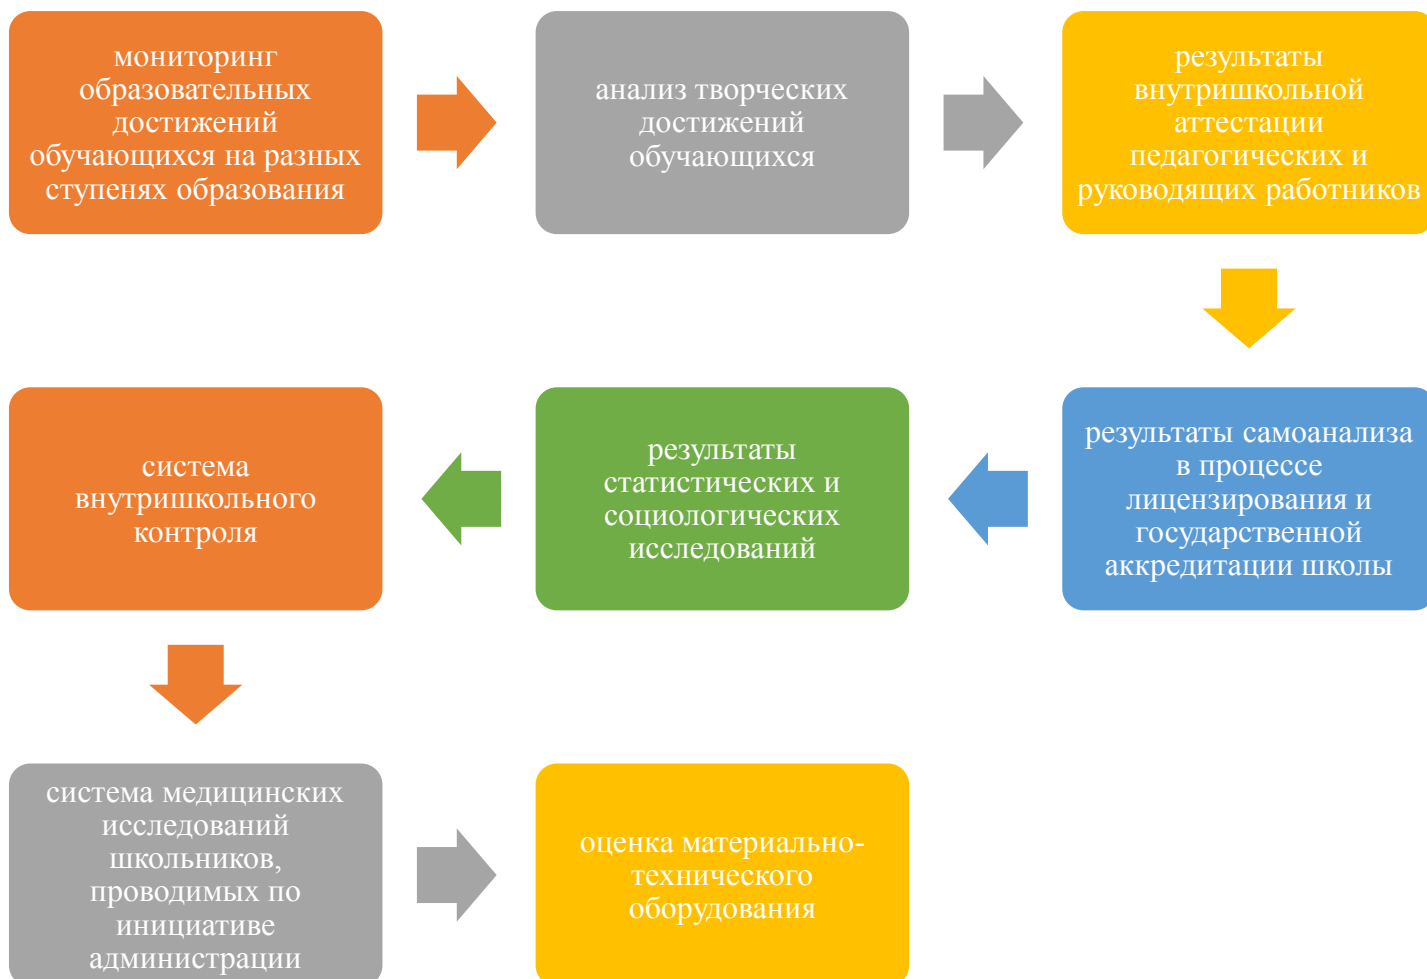 мониторинг
образовательных
достижений
обучающихся на разных
ступенях образования
анализ творческих
достижений
обучающихся
результаты
внутришкольной
аттестации
педагогических и
руководящих работников
результаты самоанализа
в процессе
лицензирования и
государственной
аккредитации школы
результаты
статистических и
социологических
исследований
система
внутришкольного
контроля
система медицинских
исследований
школьников,
проводимых по
инициативе
администрации
оценка материально-
технического
оборудования